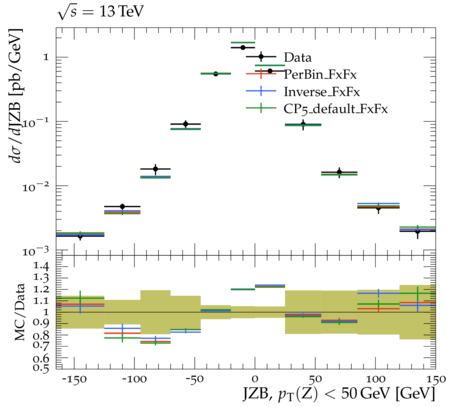 √s = 13 TeV
dσ/dJZB [pb/GeV]
1
10⁻¹
10⁻²
10⁻³
Data
PerBin_FxFx
Inverse_FxFx
CP5_default_FxFx
MC/Data
1.4
1.3
1.2
1.1
1
0.9
0.8
0.7
0.6
0.5
-150 -100 -50 0 50 100 150
JZB, pT(Z) < 50 GeV [GeV]